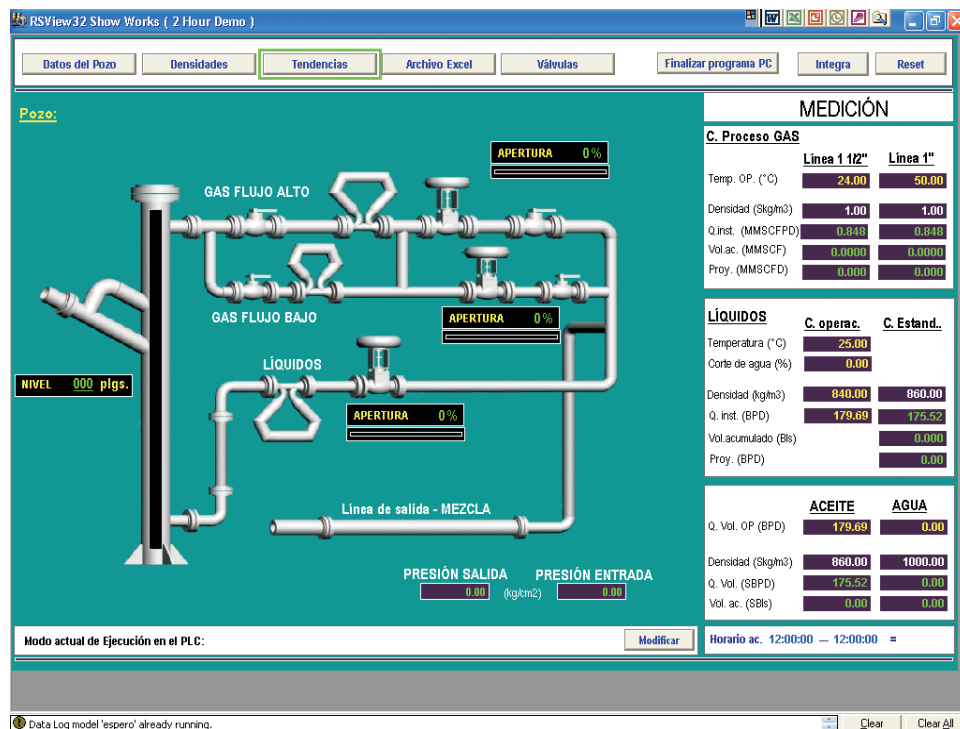 RSView32 Show Works ( 2 Hour Demo )
Datos del Pozo
Densidades
Tendencias
Archivo Excel
Válvulas
Finalizar programa PC
Integra
Reset
Pozo:
MEDICIÓN
C. Proceso GAS
Línea 1 1/2" Línea 1"
Temp. OP. (°C) 24.00 50.00
Densidad (Skg/m3) 1.00 1.00
Q.inst. (MMSCFPD) 0.848 0.848
Vol.ac. (MMSCF) 0.0000 0.0000
Proy. (MMSCFD) 0.000 0.000
APERTURA 0%
GAS FLUJO ALTO
GAS FLUJO BAJO
APERTURA 0%
LÍQUIDOS
APERTURA 0%
NIVEL 000 plgs.
Línea de salida - MEZCLA
PRESIÓN SALIDA PRESIÓN ENTRADA
0.00 (kg/cm2) 0.00
LÍQUIDOS C. operac. C. Estand..
Temperatura (°C) 25.00
Corte de agua (%) 0.00
Densidad (kg/m3) 840.00 860.00
Q. inst. (BPD) 179.69 175.52
Vol.acumulado (Bls) 0.000
Proy. (BPD) 0.00
ACEITE AGUA
Q. Vol. OP (BPD) 179.69 0.00
Densidad (Skg/m3) 860.00 1000.00
Q. Vol. (SBPD) 175.52 0.00
Vol. ac. (SBls) 0.00 0.00
Modo actual de Ejecución en el PLC:
Modificar
Horario ac. 12:00:00 — 12:00:00 =
Data Log model 'espero' already running.
Clear
Clear All